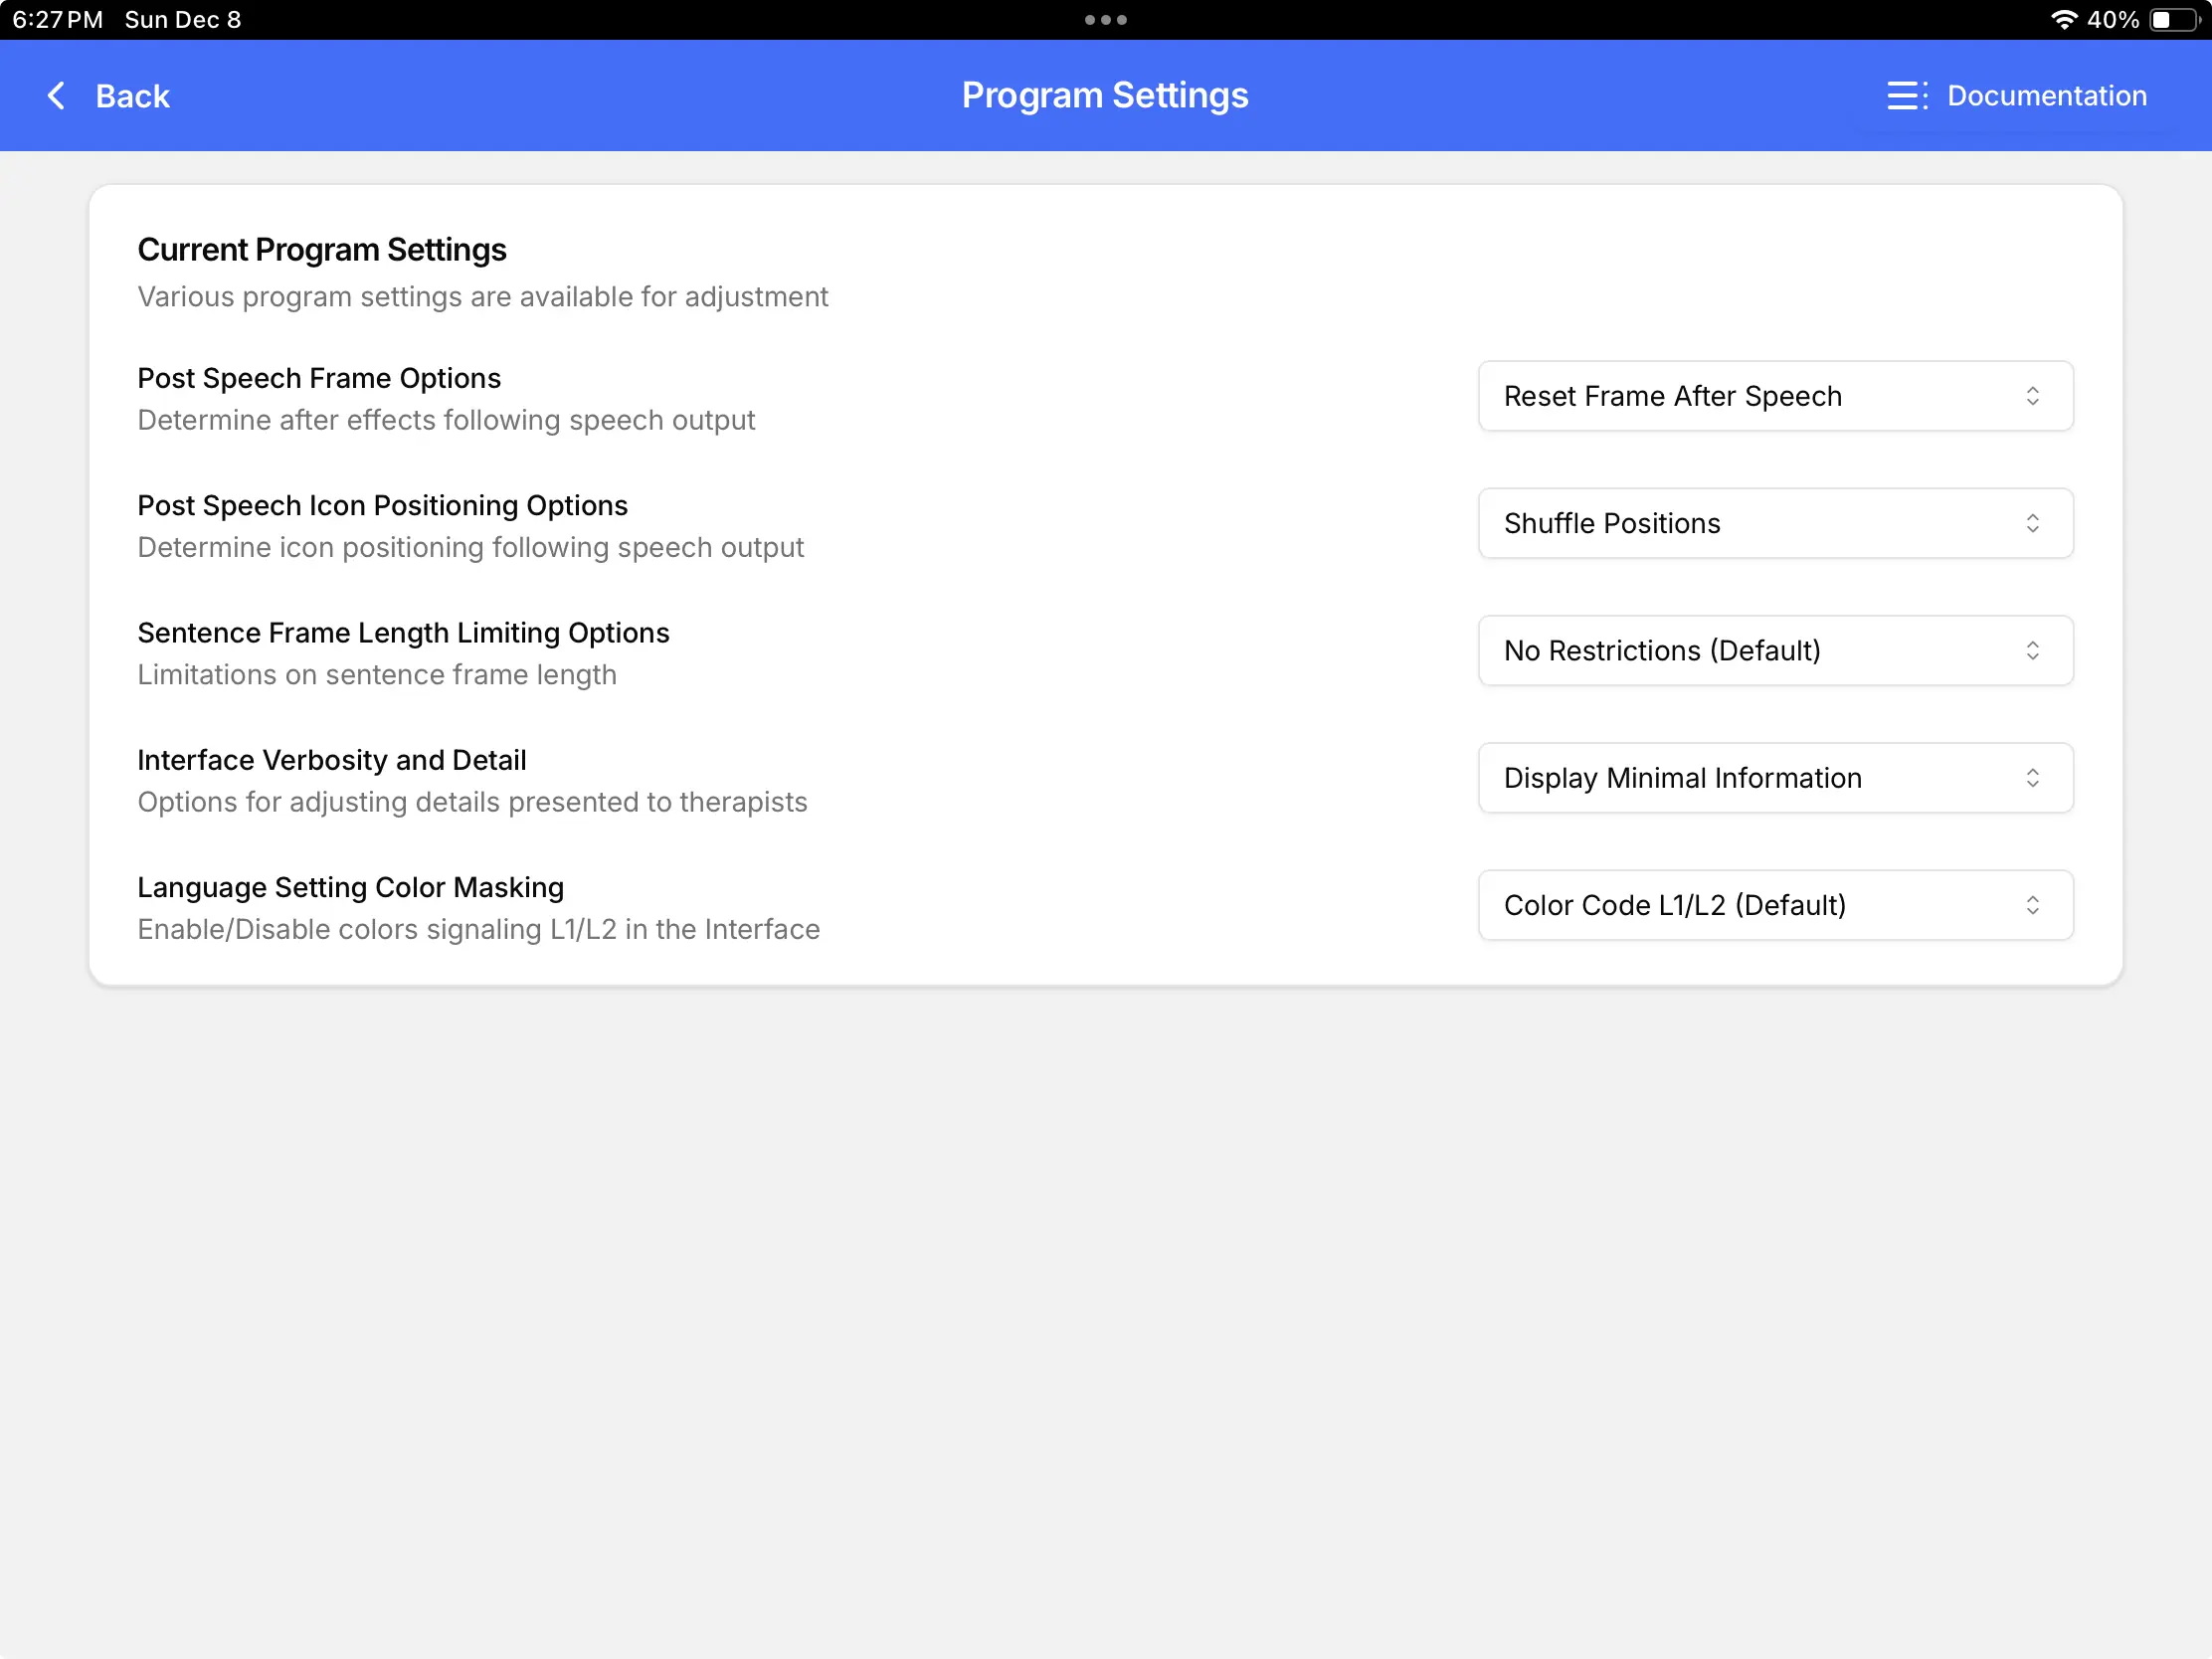 6:27 PM Sun Dec 8 40%
Back Program Settings Documentation
Current Program Settings
Various program settings are available for adjustment
Post Speech Frame Options
Determine after effects following speech output
Reset Frame After Speech
Post Speech Icon Positioning Options
Determine icon positioning following speech output
Shuffle Positions
Sentence Frame Length Limiting Options
Limitations on sentence frame length
No Restrictions (Default)
Interface Verbosity and Detail
Options for adjusting details presented to therapists
Display Minimal Information
Language Setting Color Masking
Enable/Disable colors signaling L1/L2 in the Interface
Color Code L1/L2 (Default)